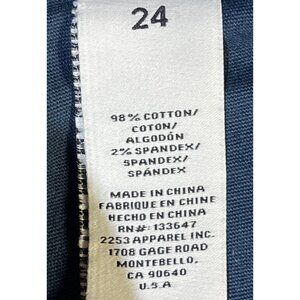 24
98% COTTON/
COTON/
ALGODÓN
2% SPANDEX/
SPANDEX/
SPÁNDEX
MADE IN CHINA
FABRIQUE EN CHINE
HECHO EN CHINA
RN#: 133647
2253 APPAREL INC.
1708 GAGE ROAD
MONTEBELLO,
CA 90640
U.S.A